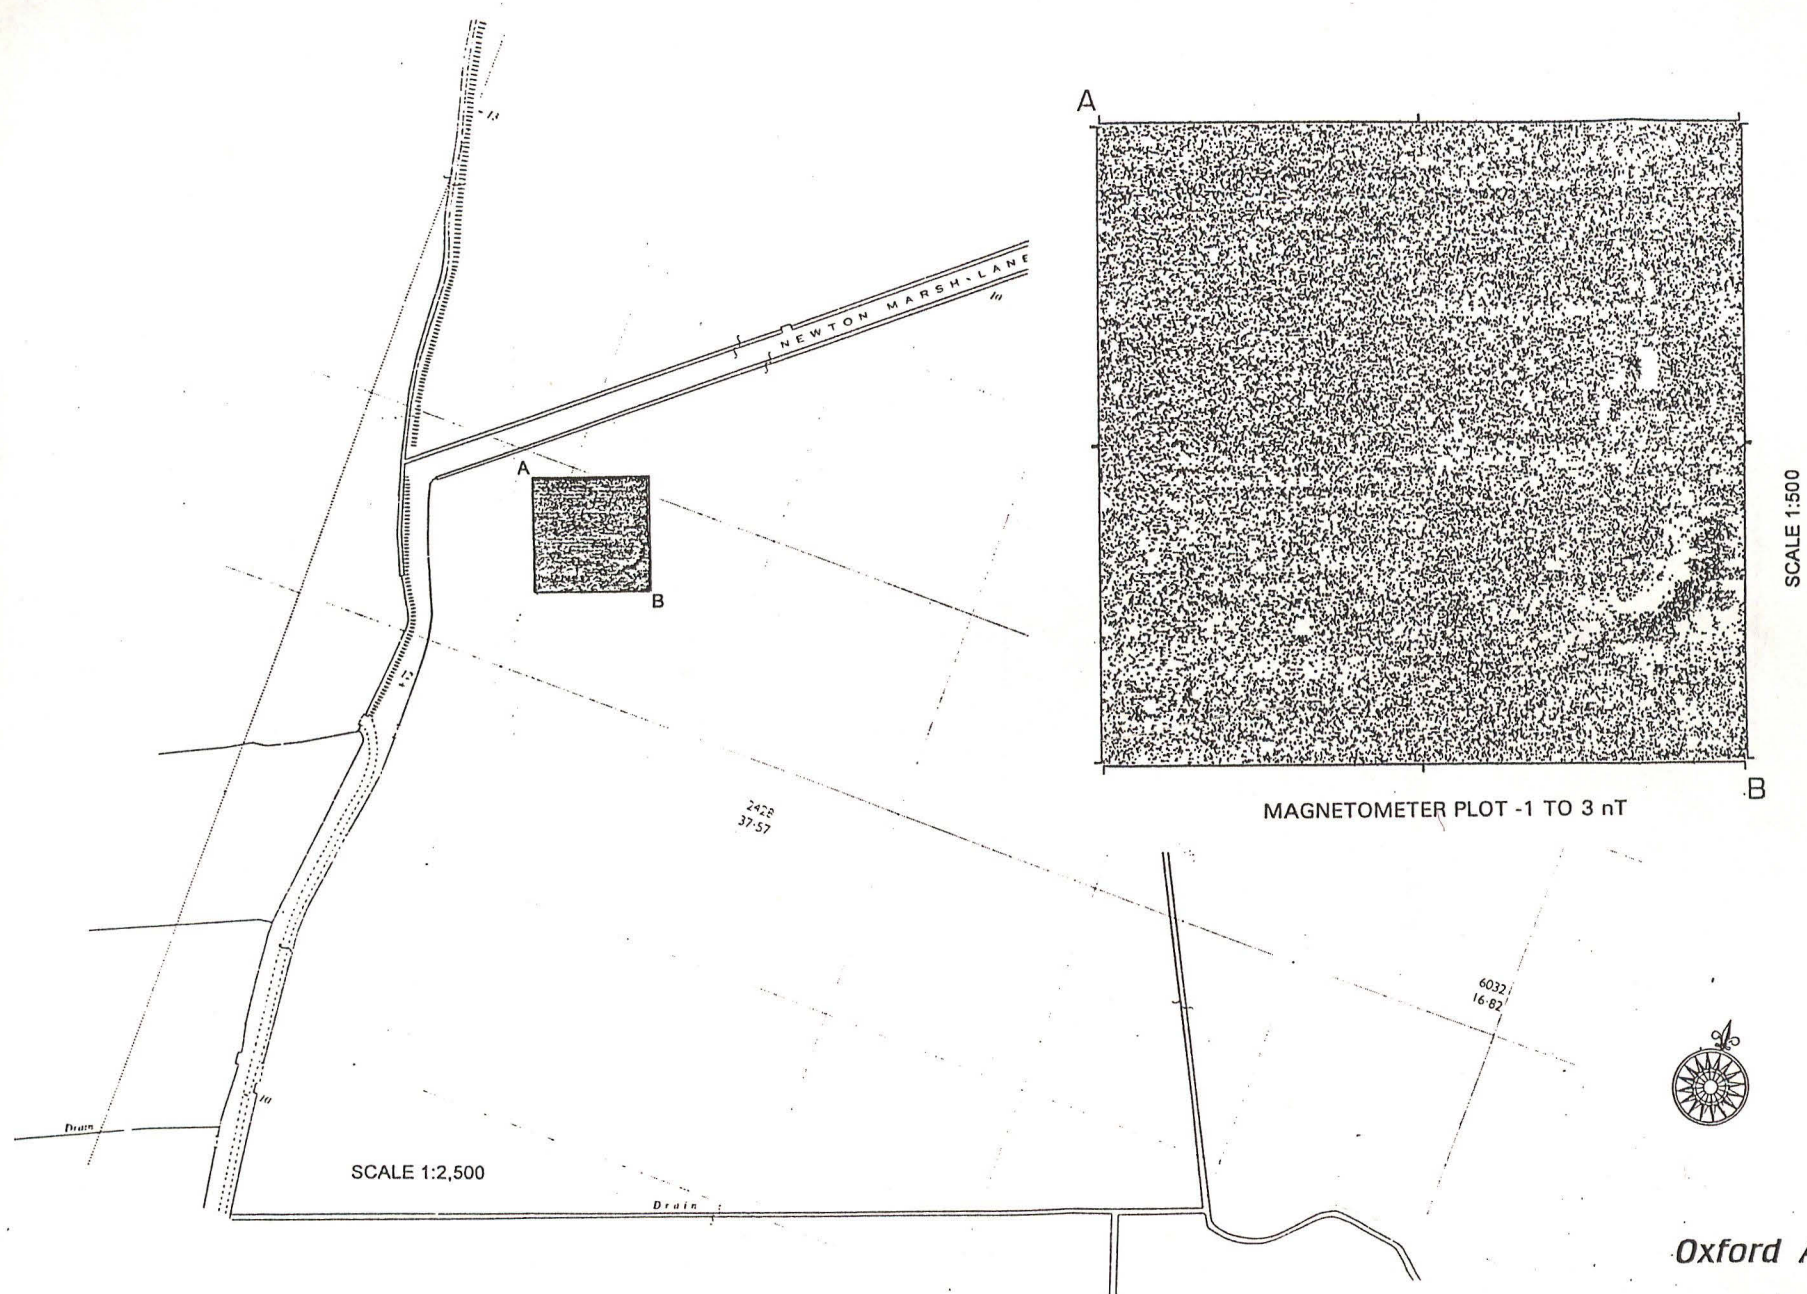 A
NEWTON MARSH LANE
A
B
SCALE 1:500
B
MAGNETOMETER PLOT -1 TO 3 nT
2428
37·57
6032
16·82
Drain
SCALE 1:2,500
Drain
Oxford A